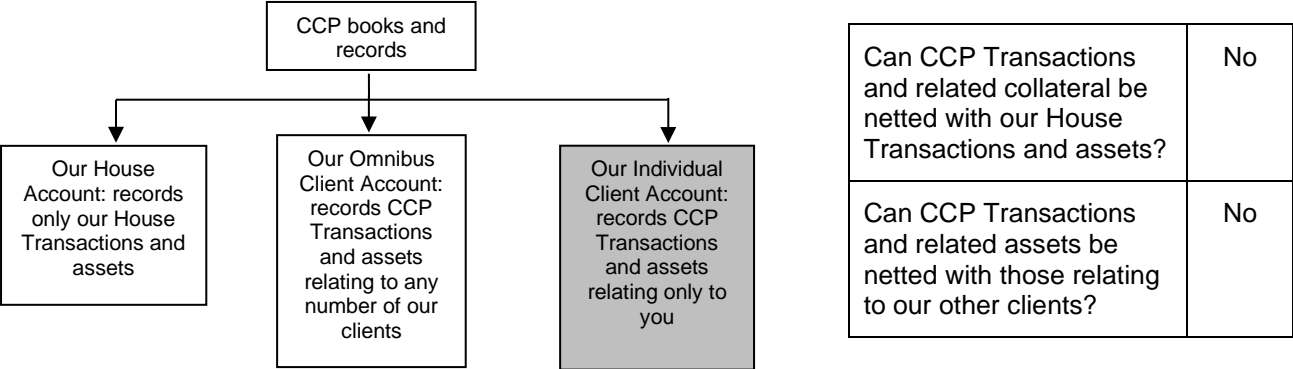 CCP books and
records
Our House
Account: records
only our House
Transactions and
assets
Our Omnibus
Client Account:
records CCP
Transactions
and assets
relating to any
number of our
clients
Our Individual
Client Account:
records CCP
Transactions
and assets
relating only to
you
Can CCP Transactions
and related collateral be
netted with our House
Transactions and assets?
No
Can CCP Transactions
and related assets be
netted with those relating
to our other clients?
No